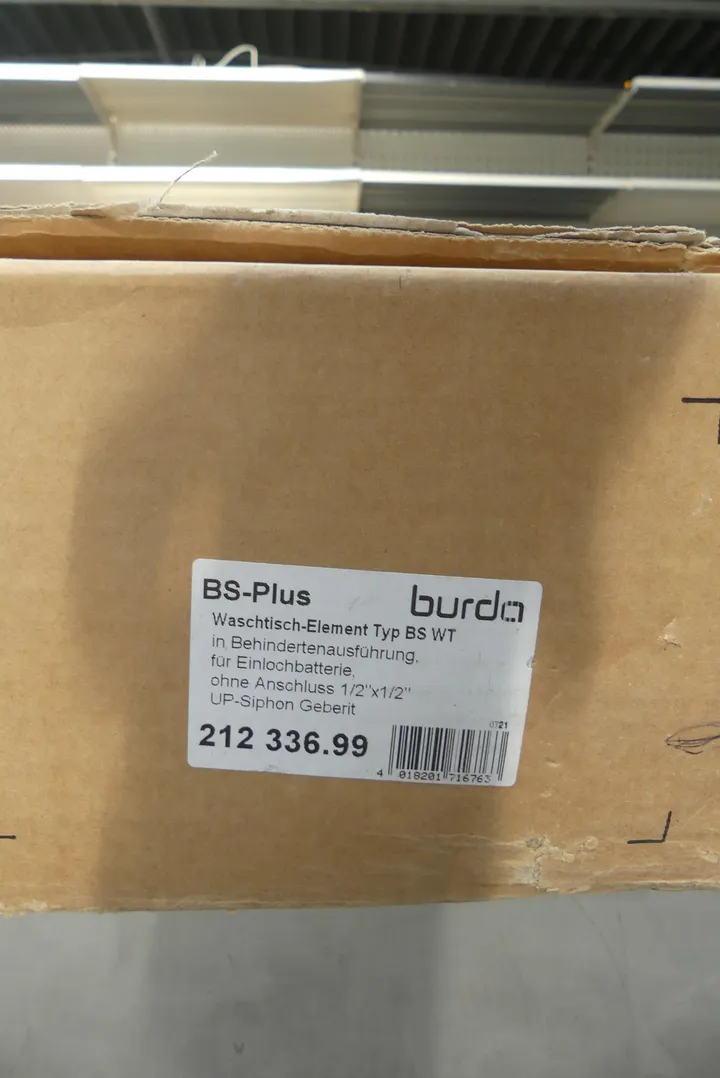 BS-Plus
burda
Waschtisch-Element Typ BS WT
in Behindertenausführung,
für Einlochbatterie,
ohne Anschluss 1/2"x1/2"
UP-Siphon Geberit
0721
212 336.99
4 018201 716763